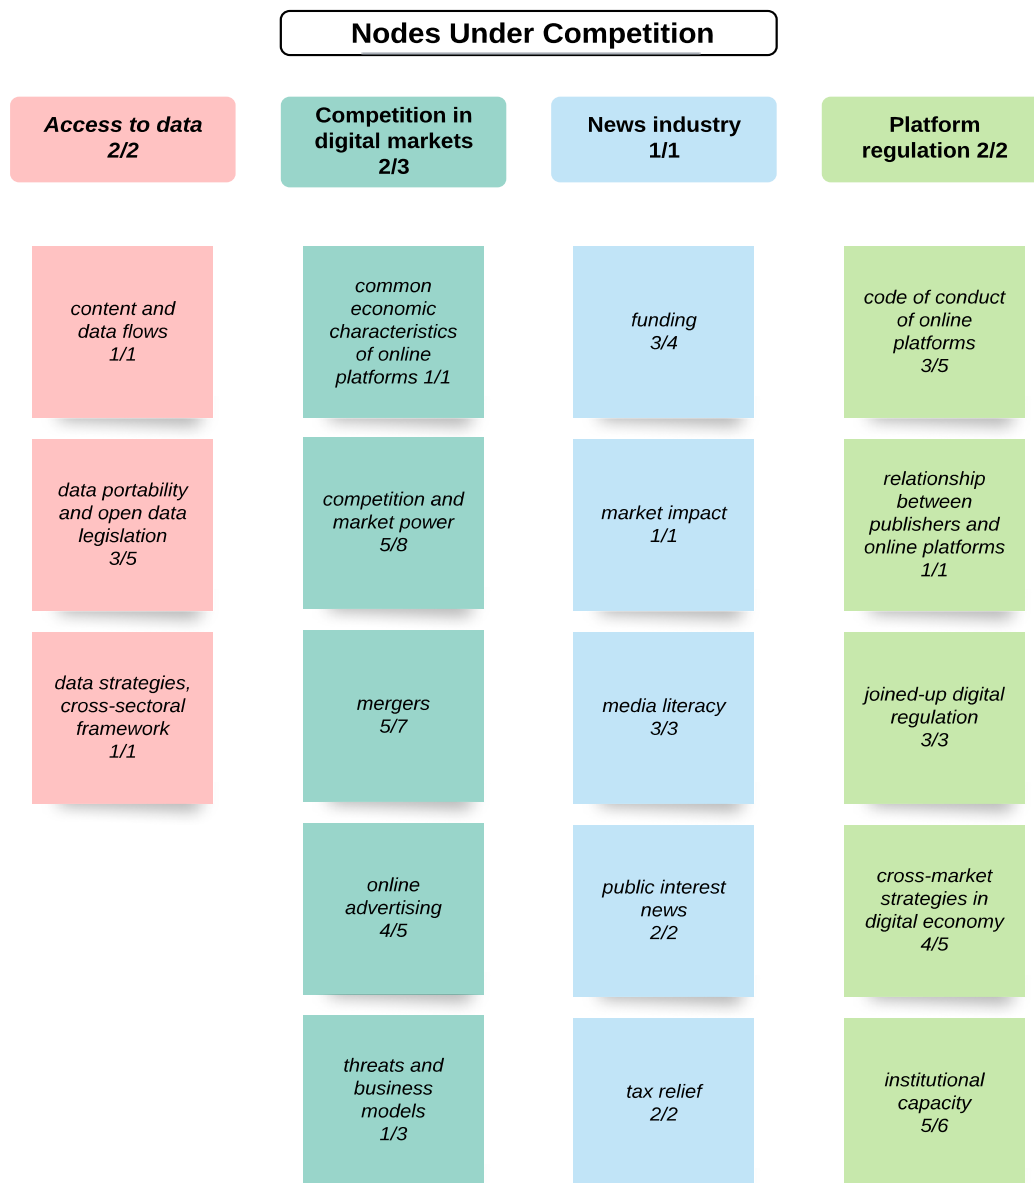 Nodes Under Competition
Access to data
2/2
content and
data flows
1/1
data portability
and open data
legislation
3/5
data strategies,
cross-sectoral
framework
1/1
Competition in
digital markets
2/3
common
economic
characteristics
of online
platforms 1/1
competition and
market power
5/8
mergers
5/7
online
advertising
4/5
threats and
business
models
1/3
News industry
1/1
funding
3/4
market impact
1/1
media literacy
3/3
public interest
news
2/2
tax relief
2/2
Platform
regulation 2/2
code of conduct
of online
platforms
3/5
relationship
between
publishers and
online platforms
1/1
joined-up digital
regulation
3/3
cross-market
strategies in
digital economy
4/5
institutional
capacity
5/6